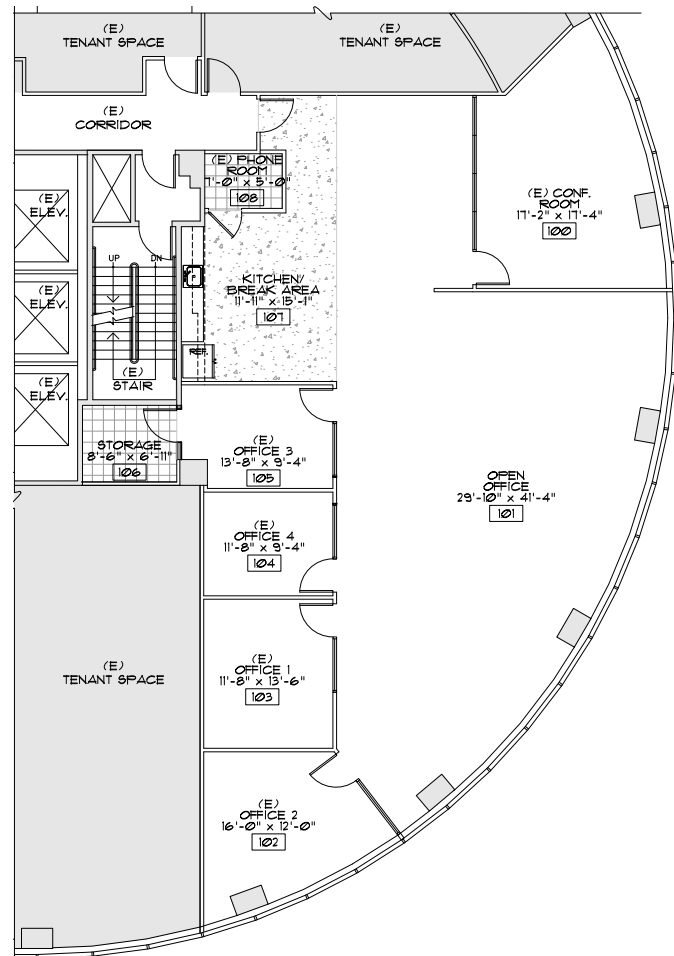 (E)
TENANT SPACE
(E)
TENANT SPACE
(E)
CORRIDOR
(E) PHONE
ROOM
7'-0" x 5'-0"
108
(E) CONF.
ROOM
17'-2" x 17'-4"
100
(E)
ELEV.
UP
DN
KITCHEN/
BREAK AREA
11'-11" x 15'-1"
107
(E)
ELEV.
REF.
(E)
STAIR
(E)
ELEV.
STORAGE
8'-6" x 6'-11"
106
(E)
OFFICE 3
13'-8" x 9'-4"
105
OPEN
OFFICE
29'-10" x 41'-4"
101
(E)
OFFICE 4
11'-8" x 9'-4"
104
(E)
TENANT SPACE
(E)
OFFICE 1
11'-8" x 13'-6"
103
(E)
OFFICE 2
16'-0" x 12'-0"
102